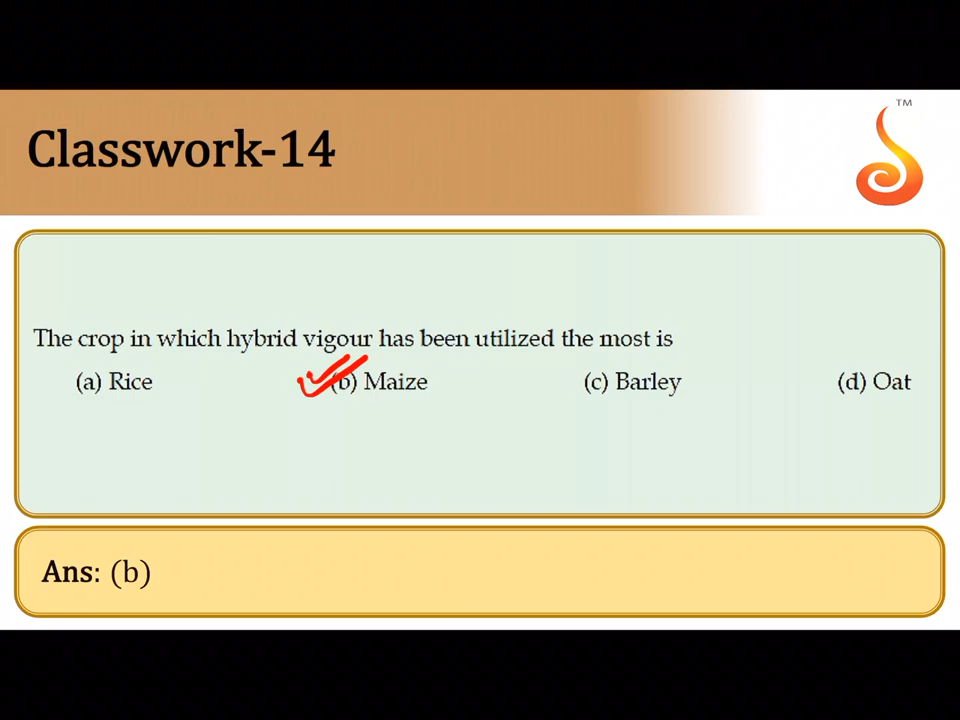 TM
Classwork-14
The crop in which hybrid vigour has been utilized the most is
(a) Rice (b) Maize (c) Barley (d) Oat
Ans: (b)